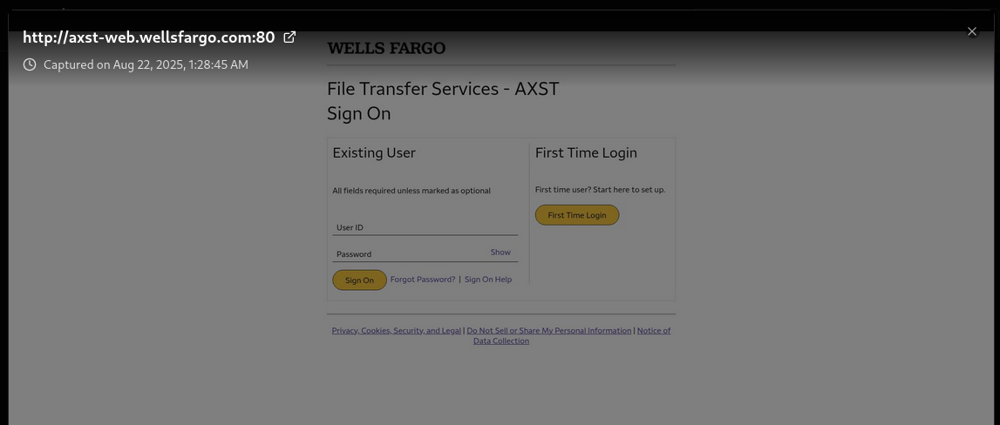 http://axst-web.wellsfargo.com:80
Captured on Aug 22, 2025, 1:28:45 AM
WELLS FARGO
File Transfer Services - AXST
Sign On
Existing User
All fields required unless marked as optional
User ID
Password
Show
Sign On
Forgot Password? | Sign On Help
First Time Login
First time user? Start here to set up.
First Time Login
Privacy, Cookies, Security, and Legal | Do Not Sell or Share My Personal Information | Notice of
Data Collection